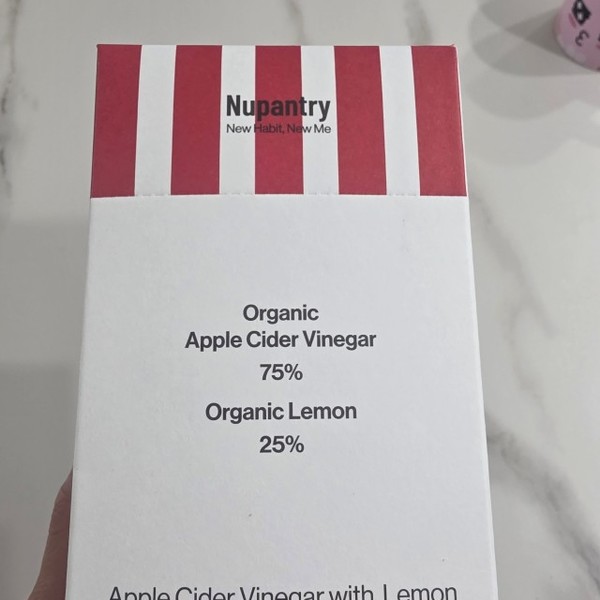 Nupantry
New Habit, New Me
Organic
Apple Cider Vinegar
75%
Organic Lemon
25%
Apple Cider Vinegar with Lemon